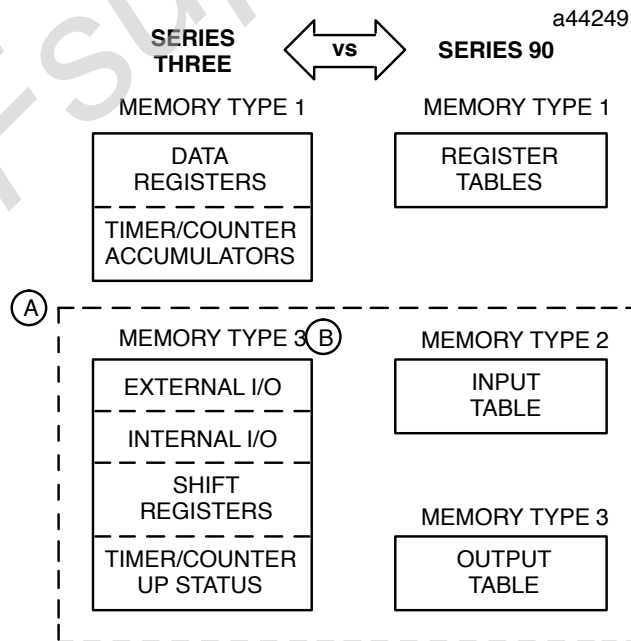 a44249
SERIES
THREE
vs
SERIES 90
MEMORY TYPE 1
MEMORY TYPE 1
DATA
REGISTERS
TIMER/COUNTER
ACCUMULATORS
REGISTER
TABLES
A
MEMORY TYPE 3
B
EXTERNAL I/O
INTERNAL I/O
SHIFT
REGISTERS
TIMER/COUNTER
UP STATUS
MEMORY TYPE 2
INPUT
TABLE
MEMORY TYPE 3
OUTPUT
TABLE